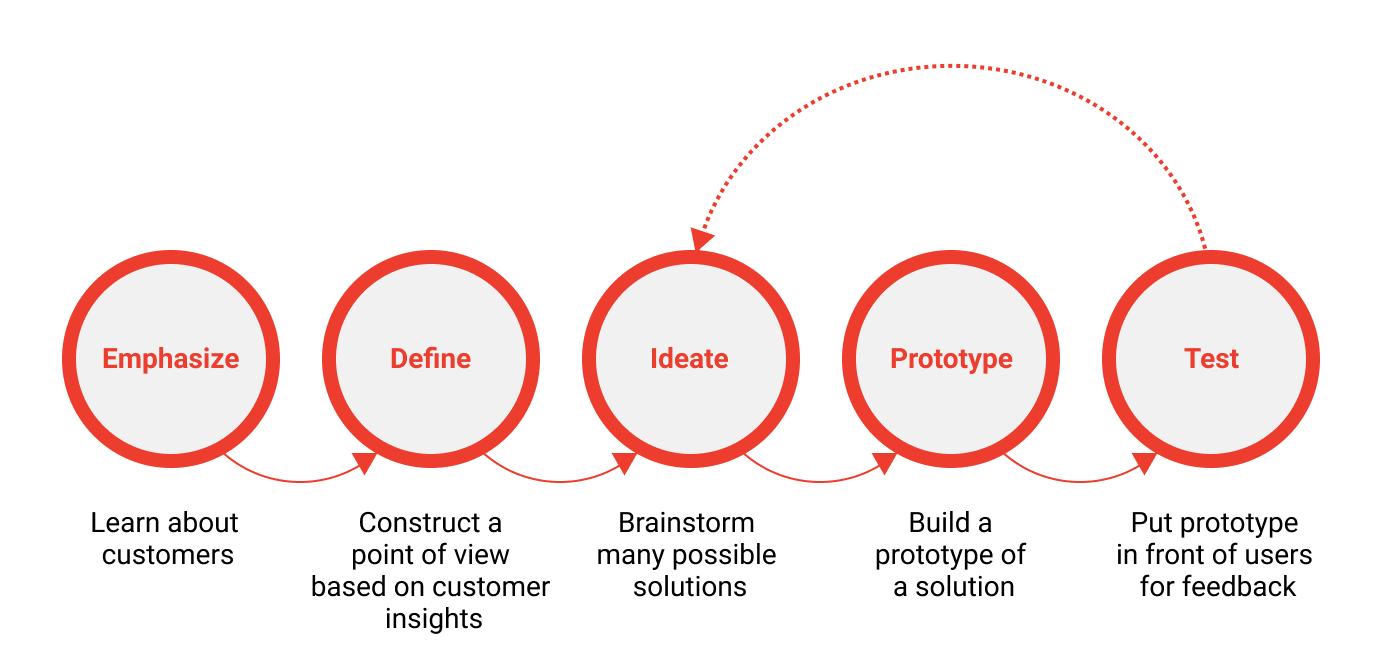 Emphasize
Define
Ideate
Prototype
Test
Learn about
customers
Construct a
point of view
based on customer
insights
Brainstorm
many possible
solutions
Build a
prototype of
a solution
Put prototype
in front of users
for feedback